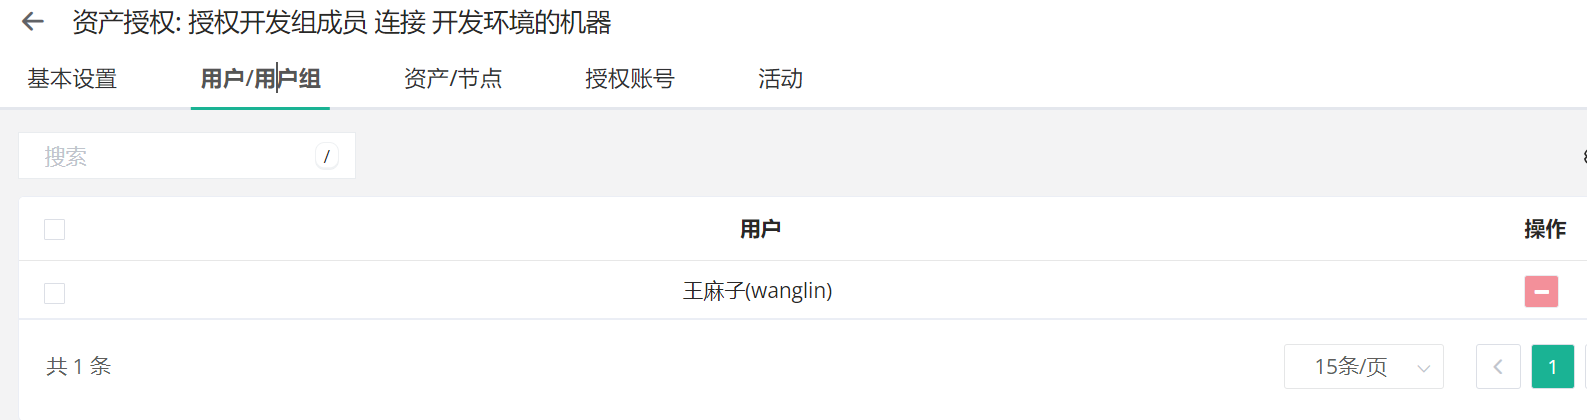 资产授权: 授权开发组成员 连接 开发环境的机器
基本设置 用户/用户组 资产/节点 授权账号 活动
搜索 /
用户 操作
王麻子(wanglin)
共 1 条 15条/页 1